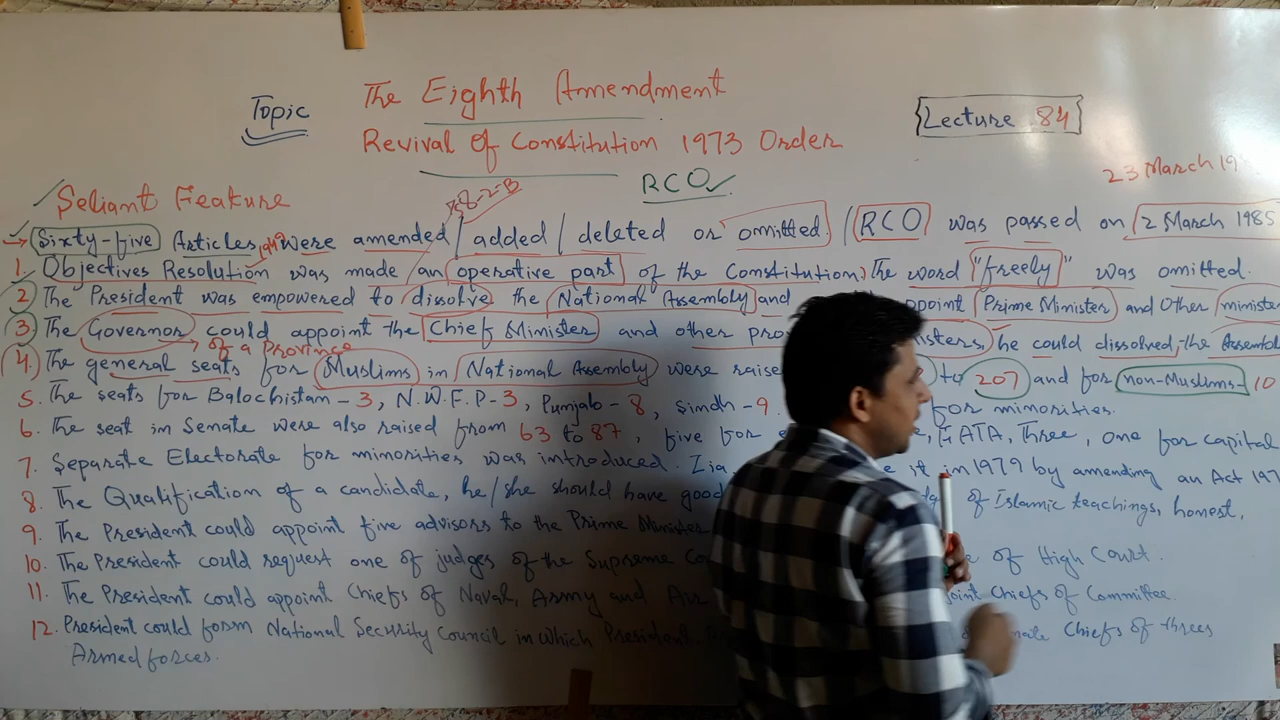 Topic
The Eighth Amendment
Lecture 84
Revival Of Constitution 1973 Order
RCO
23 March 19
58-2-B
Seliant Feature
Sixty-five Articles were amended / added / deleted or omitted. / RCO was passed on 2 March 1985
1. Objectives Resolution was made an operative part of the Constitution. The word "freely" was omitted.
2 The President was empowered to dissolve the National Assembly and appoint Prime Minister and Other ministe
3. The Governor could appoint the Chief Minister and other pro isters, he could dissolved, the Assembl
of a Province
4. The general seats for Muslims in National Assembly were raise to 207 and for non-Muslims- 10
5. The seats for Balochistan - 3, N.W.F.P-3, Punjab - 8, Sindh - 9. for minorities.
6. The seat in Senate were also raised from 63 to 87, five for FATA, Three, one for capital
7. Separate Electorate for minorities was introduced. Zia it in 1979 by amending an Act 197
8. The Qualification of a candidate, he/she should have good of Islamic teachings, honest,
9. The President could appoint five advisors to the Prime Minister
10. The President could request one of judges of the Supreme Co of High Court.
11. The President could appoint Chiefs of Naval, Army and Air oint Chiefs of Committee.
12. President could form National Security Council in which President. Chiefs of threes
Armed forces.